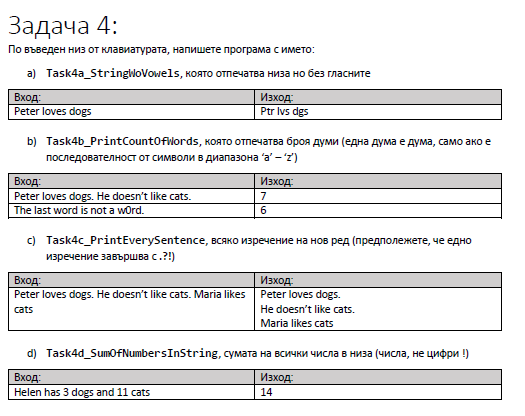 Задача 4:
По въведен низ от клавиатурата, напишете програма с името:
a) Task4a_StringWoVowels, която отпечатва низа но без гласните
Вход: Изход:
Peter loves dogs Ptr lvs dgs
b) Task4b_PrintCountOfWords, която отпечатва броя думи (една дума е дума, само ако е
последователност от символи в диапазона ‘a’ – ‘z’)
Вход: Изход:
Peter loves dogs. He doesn’t like cats. 7
The last word is not a w0rd. 6
c) Task4c_PrintEverySentence, всяко изречение на нов ред (предполежете, че едно
изречение завършва с .?!)
Вход: Изход:
Peter loves dogs. He doesn’t like cats. Maria likes Peter loves dogs.
cats He doesn’t like cats.
Maria likes cats
d) Task4d_SumOfNumbersInString, сумата на всички числа в низа (числа, не цифри !)
Вход: Изход:
Helen has 3 dogs and 11 cats 14